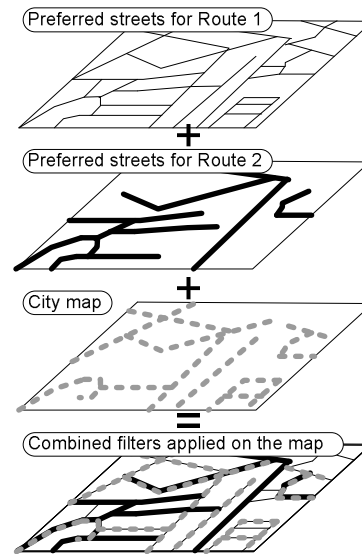 Preferred streets for Route 1
+
Preferred streets for Route 2
+
City map
=
Combined filters applied on the map